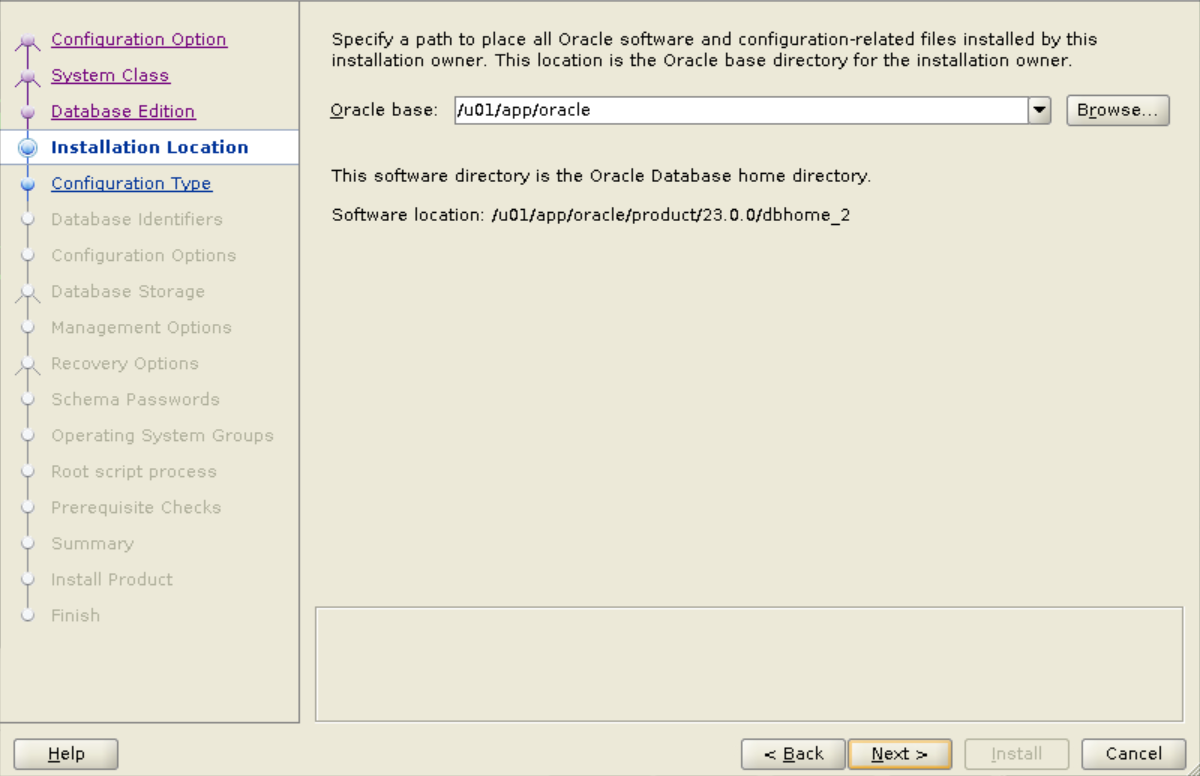 Configuration Option
System Class
Database Edition
Installation Location
Configuration Type
Database Identifiers
Configuration Options
Database Storage
Management Options
Recovery Options
Schema Passwords
Operating System Groups
Root script process
Prerequisite Checks
Summary
Install Product
Finish
Specify a path to place all Oracle software and configuration-related files installed by this
installation owner. This location is the Oracle base directory for the installation owner.
Oracle base: /u01/app/oracle Browse...
This software directory is the Oracle Database home directory.
Software location: /u01/app/oracle/product/23.0.0/dbhome_2
Help < Back Next > Install Cancel